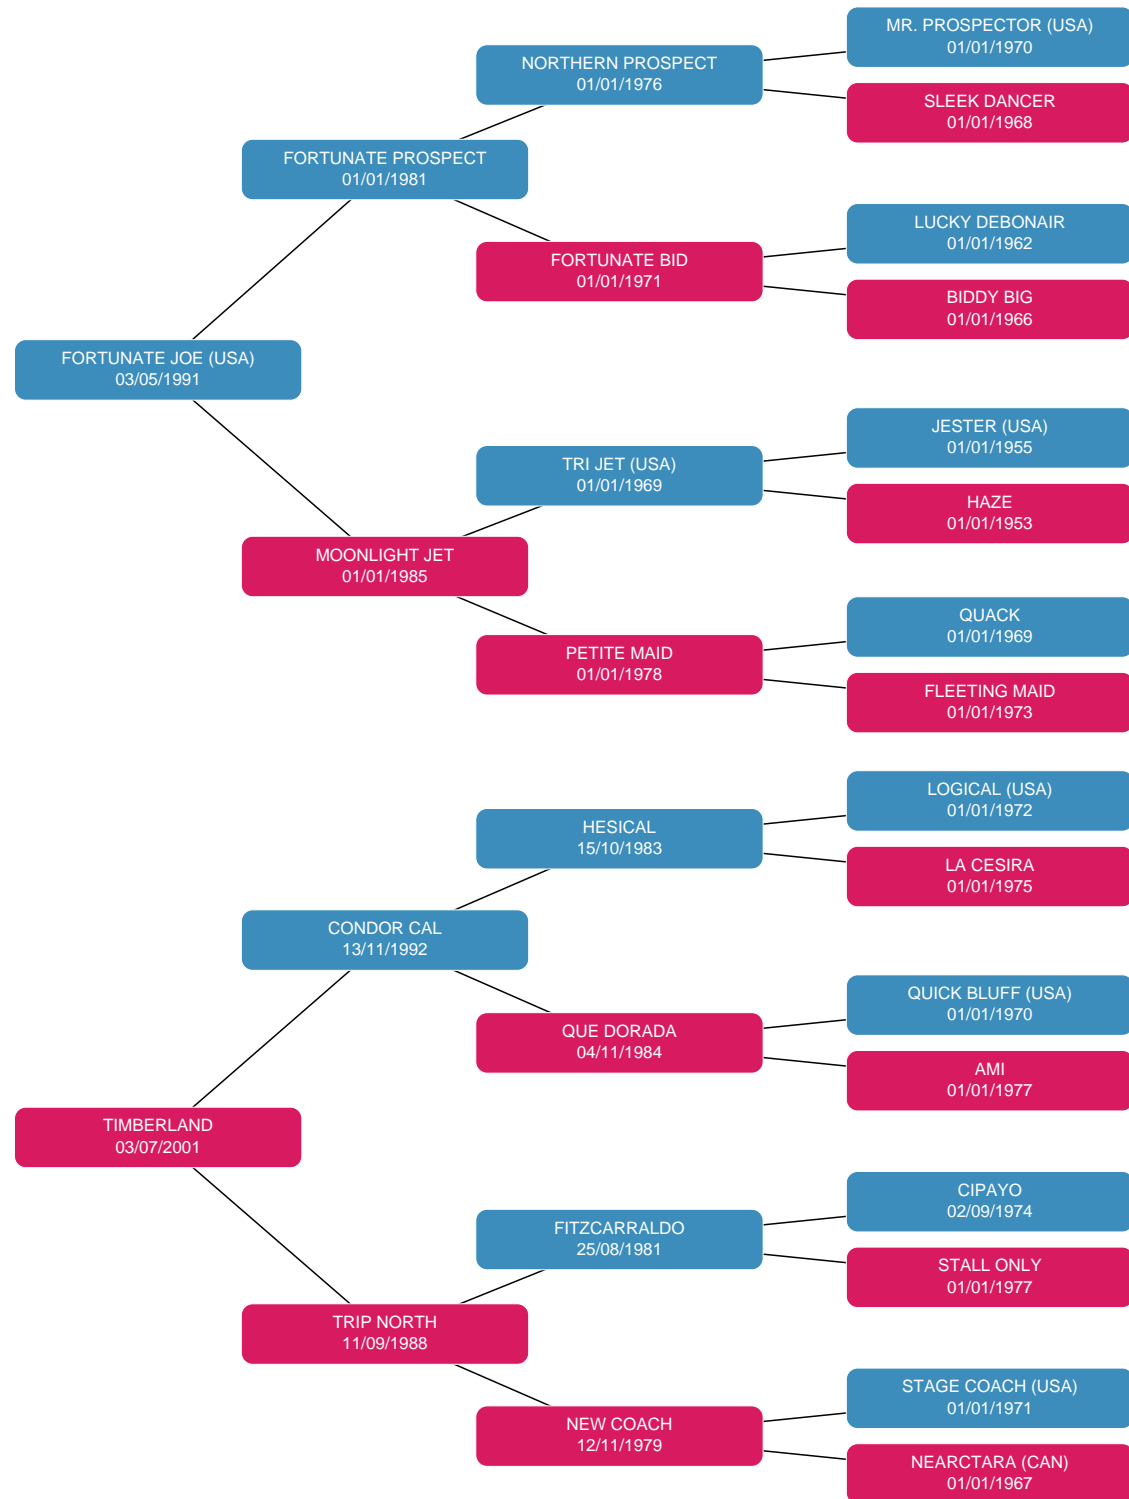 MR. PROSPECTOR (USA)
01/01/1970
NORTHERN PROSPECT
01/01/1976
SLEEK DANCER
01/01/1968
FORTUNATE PROSPECT
01/01/1981
LUCKY DEBONAIR
01/01/1962
FORTUNATE BID
01/01/1971
BIDDY BIG
01/01/1966
FORTUNATE JOE (USA)
03/05/1991
JESTER (USA)
01/01/1955
TRI JET (USA)
01/01/1969
HAZE
01/01/1953
MOONLIGHT JET
01/01/1985
QUACK
01/01/1969
PETITE MAID
01/01/1978
FLEETING MAID
01/01/1973
LOGICAL (USA)
01/01/1972
HESICAL
15/10/1983
LA CESIRA
01/01/1975
CONDOR CAL
13/11/1992
QUICK BLUFF (USA)
01/01/1970
QUE DORADA
04/11/1984
AMI
01/01/1977
TIMBERLAND
03/07/2001
CIPAYO
02/09/1974
FITZCARRALDO
25/08/1981
STALL ONLY
01/01/1977
TRIP NORTH
11/09/1988
STAGE COACH (USA)
01/01/1971
NEW COACH
12/11/1979
NEARCTARA (CAN)
01/01/1967